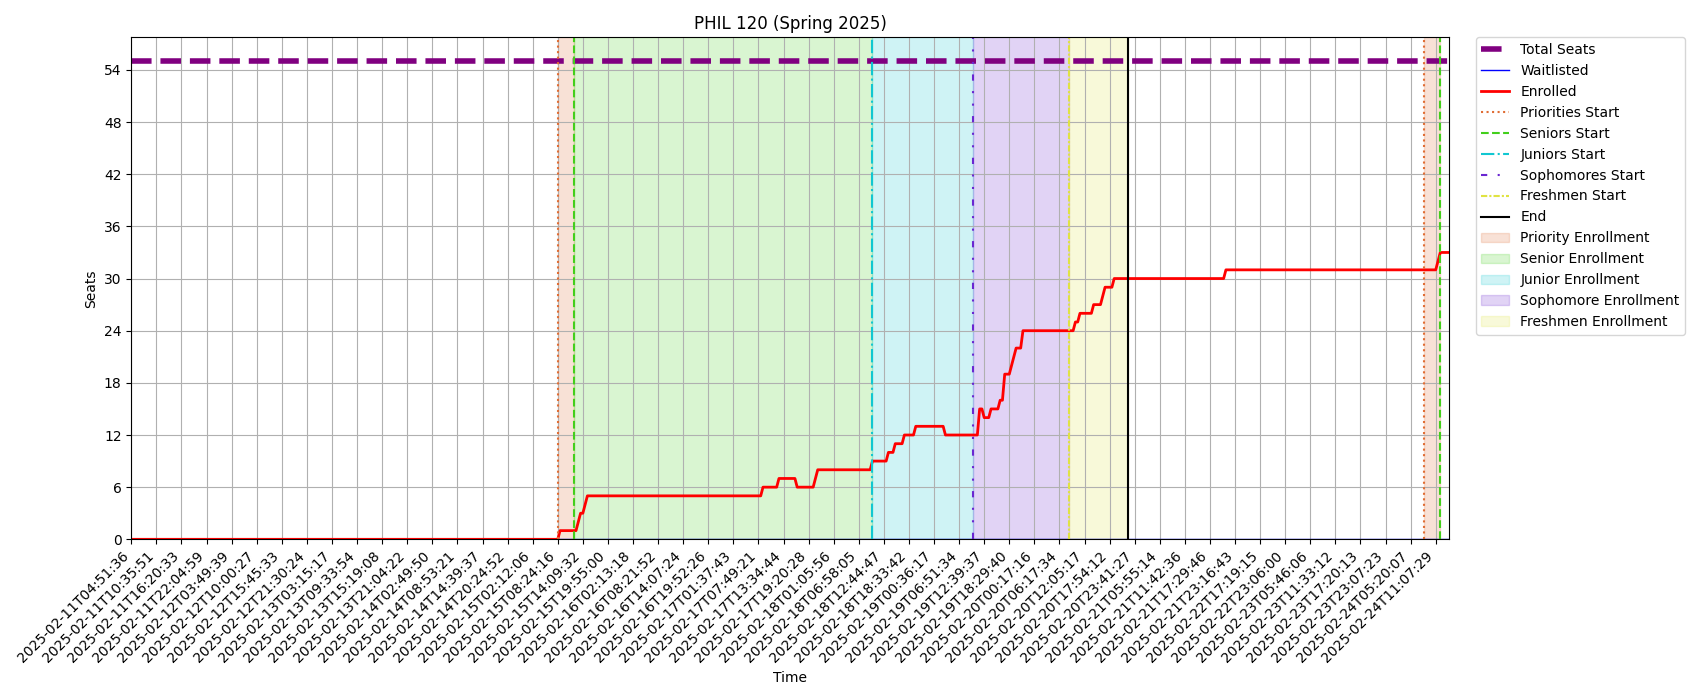 PHIL 120 (Spring 2025)
Total Seats
Waitlisted
Enrolled
Priorities Start
Seniors Start
Juniors Start
Sophomores Start
Freshmen Start
End
Priority Enrollment
Senior Enrollment
Junior Enrollment
Sophomore Enrollment
Freshmen Enrollment
Seats
54
48
42
36
30
24
18
12
6
0
2025-02-11T04:51:36
2025-02-11T10:35:51
2025-02-11T16:20:33
2025-02-11T22:04:59
2025-02-12T03:49:39
2025-02-12T10:00:27
2025-02-12T15:45:33
2025-02-12T21:30:24
2025-02-13T03:15:17
2025-02-13T09:33:54
2025-02-13T15:19:08
2025-02-13T21:04:22
2025-02-14T02:49:50
2025-02-14T08:53:21
2025-02-14T14:39:37
2025-02-14T20:24:52
2025-02-15T02:12:06
2025-02-15T08:24:16
2025-02-15T14:09:32
2025-02-15T19:55:00
2025-02-16T02:13:18
2025-02-16T08:21:52
2025-02-16T14:07:24
2025-02-16T19:52:26
2025-02-17T01:37:43
2025-02-17T07:49:21
2025-02-17T13:34:44
2025-02-17T19:20:28
2025-02-18T01:05:56
2025-02-18T06:58:05
2025-02-18T12:44:47
2025-02-18T18:33:42
2025-02-19T00:36:17
2025-02-19T06:51:34
2025-02-19T12:39:37
2025-02-19T18:29:40
2025-02-20T00:17:16
2025-02-20T06:17:34
2025-02-20T12:05:17
2025-02-20T17:54:12
2025-02-20T23:41:27
2025-02-21T05:55:14
2025-02-21T11:42:36
2025-02-21T17:29:46
2025-02-21T23:16:43
2025-02-22T17:19:15
2025-02-22T23:06:00
2025-02-23T05:46:06
2025-02-23T11:33:12
2025-02-23T17:20:13
2025-02-23T23:07:23
2025-02-24T05:20:07
2025-02-24T11:07:29
Time